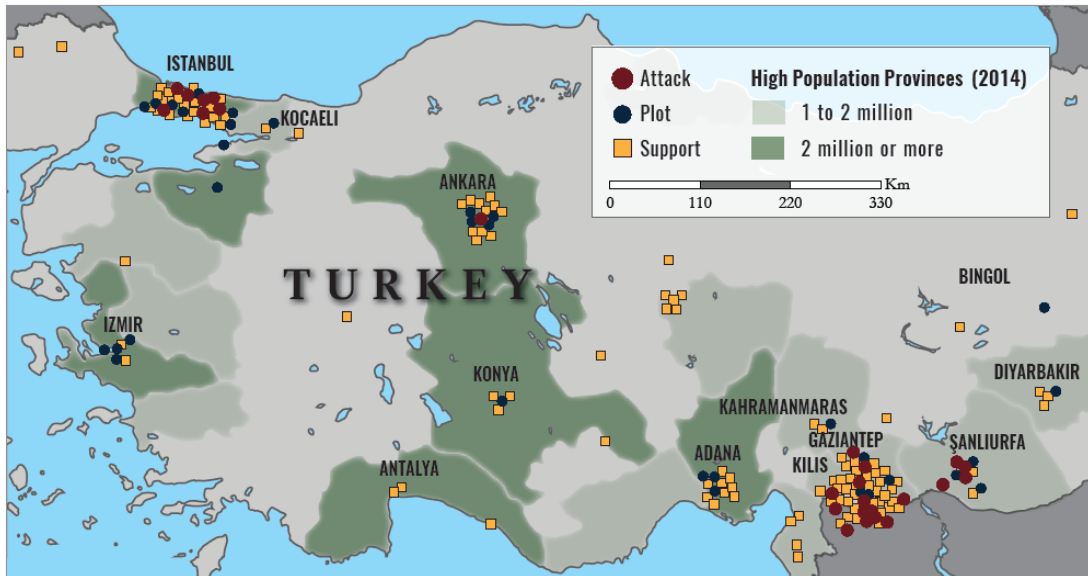 ISTANBUL
KOCAELI
Attack
Plot
Support
High Population Provinces (2014)
1 to 2 million
2 million or more
Km
0 110 220 330
ANKARA
TURKEY
BINGOL
IZMIR
KONYA
DIYARBAKIR
KAHRAMANMARAS
GAZIANTEP
ŞANLIURFA
KILIS
ADANA
ANTALYA